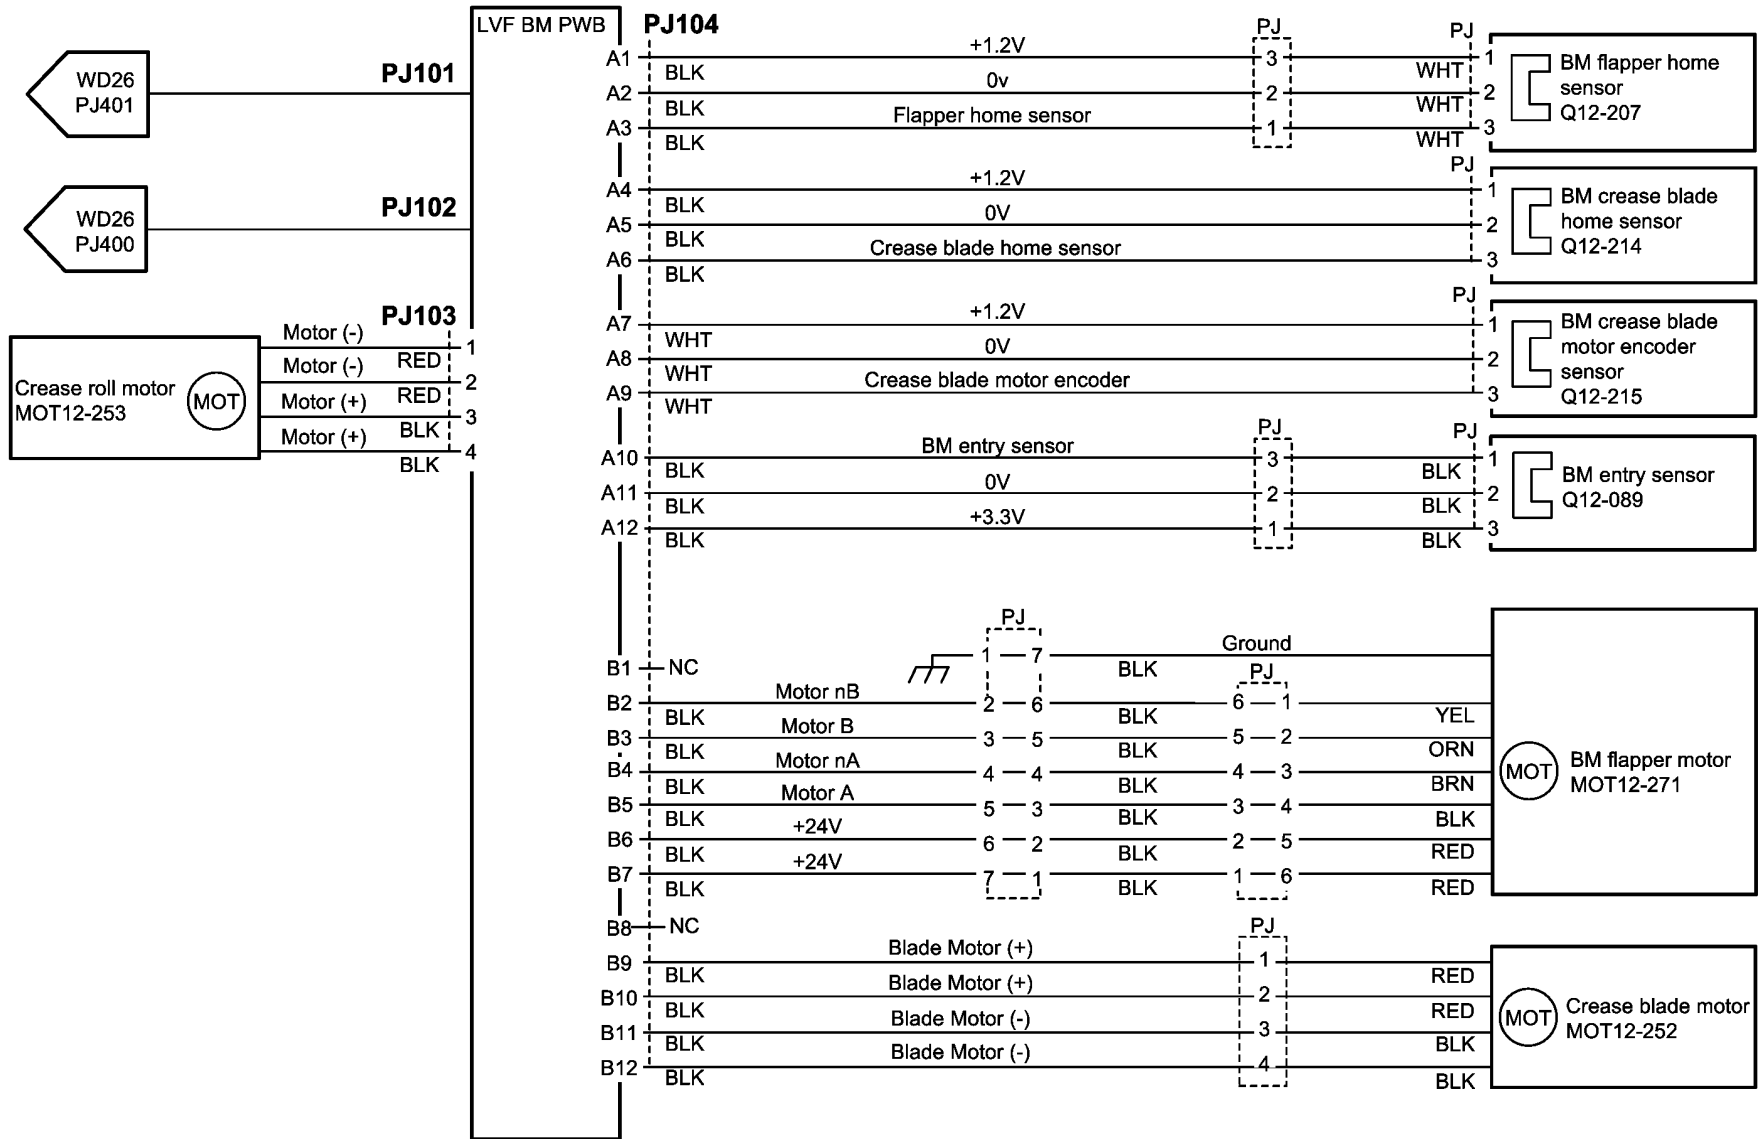 LVF BM PWB
PJ104
WD26
PJ401
PJ101
WD26
PJ400
PJ102
PJ103
Crease roll motor
MOT12-253
MOT
Motor (-)
RED
1
Motor (-)
RED
2
Motor (+)
BLK
3
Motor (+)
BLK
4
PJ
PJ
A1
BLK
+1.2V
3
WHT
1
A2
BLK
0v
2
WHT
2
A3
BLK
Flapper home sensor
1
WHT
3
BM flapper home
sensor
Q12-207
PJ
A4
BLK
+1.2V
1
A5
BLK
0V
2
A6
BLK
Crease blade home sensor
3
BM crease blade
home sensor
Q12-214
PJ
A7
WHT
+1.2V
1
A8
WHT
0V
2
A9
WHT
Crease blade motor encoder
3
BM crease blade
motor encoder
sensor
Q12-215
PJ
PJ
A10
BLK
BM entry sensor
3
BLK
1
A11
BLK
0V
2
BLK
2
A12
BLK
+3.3V
1
BLK
3
BM entry sensor
Q12-089
PJ
1
7
BLK
Ground
PJ
B1
NC
B2
BLK
Motor nB
2
6
BLK
6
1
YEL
B3
BLK
Motor B
3
5
BLK
5
2
ORN
B4
BLK
Motor nA
4
4
BLK
4
3
BRN
B5
BLK
Motor A
5
3
BLK
3
4
BLK
B6
BLK
+24V
6
2
BLK
2
5
RED
B7
BLK
+24V
7
1
BLK
1
6
RED
MOT
BM flapper motor
MOT12-271
B8
NC
PJ
B9
BLK
Blade Motor (+)
1
RED
B10
BLK
Blade Motor (+)
2
RED
B11
BLK
Blade Motor (-)
3
BLK
B12
BLK
Blade Motor (-)
4
BLK
MOT
Crease blade motor
MOT12-252